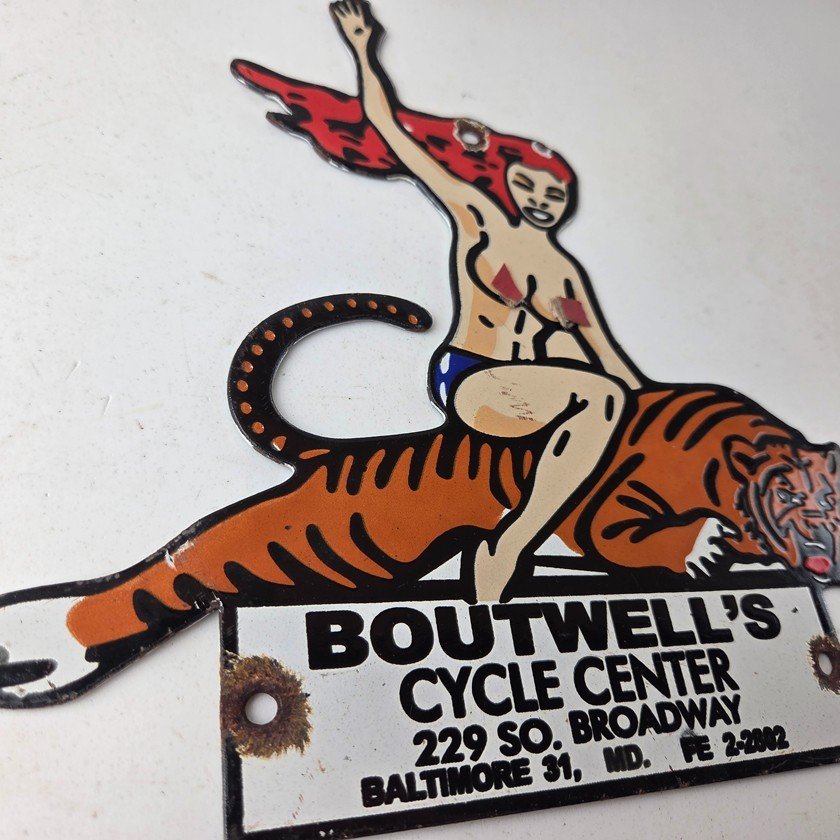 BOUTWELL'S
CYCLE CENTER
229 SO. BROADWAY
BALTIMORE 31, MD. FE 2-2802